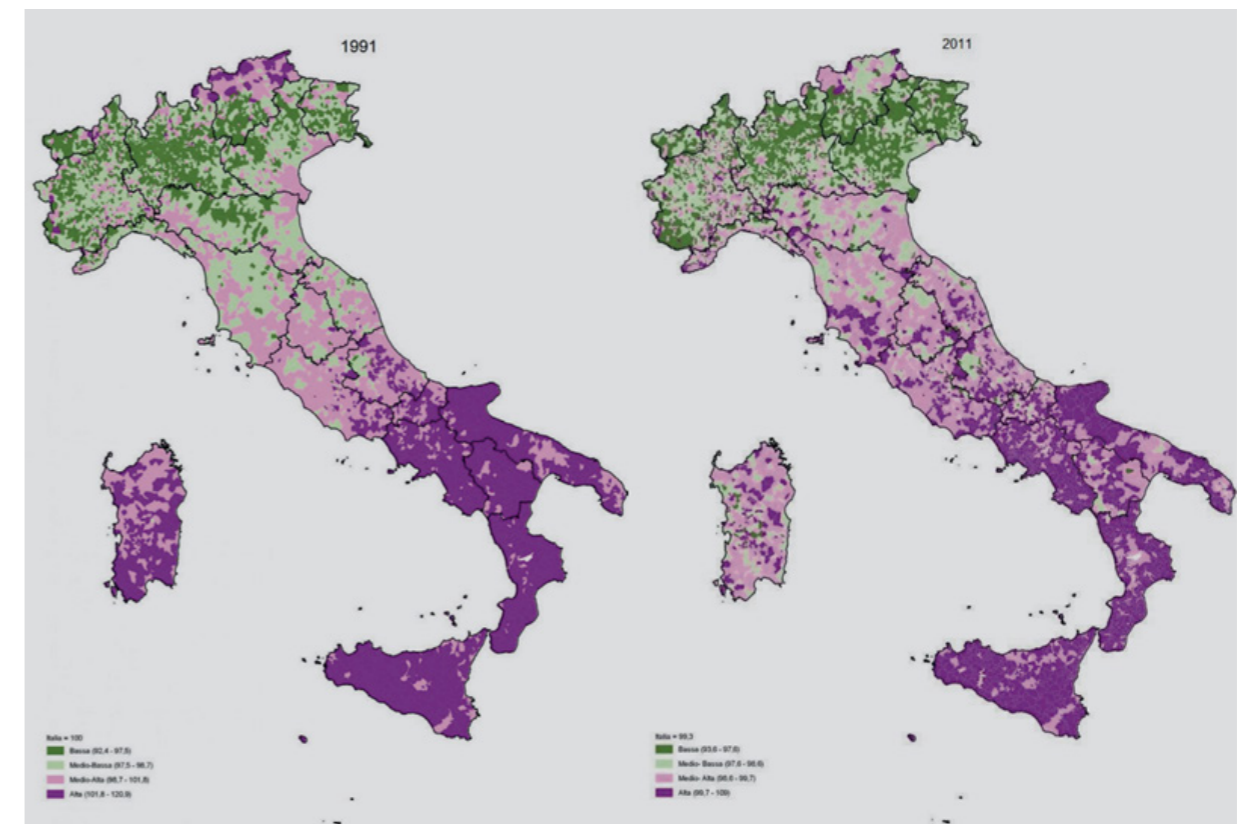 1991
Italia = 100
Bassa (92,4 - 97,5)
Medio-Bassa (97,5 - 98,7)
Medio-Alta (98,7 - 101,8)
Alta (101,8 - 120,9)
2011
Italia = 99,3
Bassa (93,6 - 97,6)
Medio- Bassa (97,6 - 98,6)
Medio- Alta (98,6 - 99,7)
Alta (99,7 - 109)